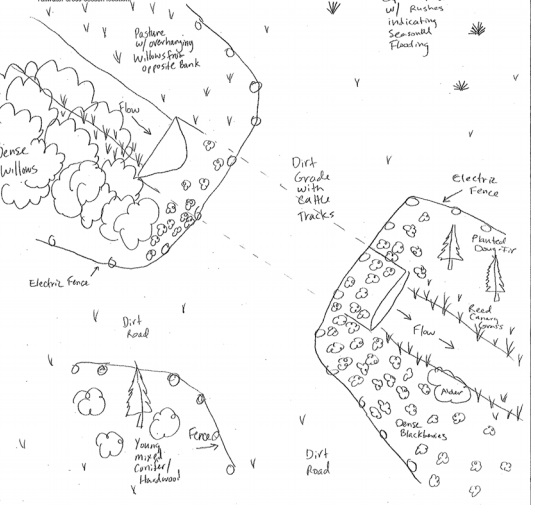 w/ Rushes
indicating
Seasonal
Flooding
Pasture
w/ overhanging
Willows from
opposite Bank
Flow
Dense
Willows
Dirt
Grade
with
Cattle
Tracks
Electric
Fence
Planted
Doug-Fir
Electric Fence
Reed
Canary
Grass
Flow
Dirt
Road
Alder
Dense
Blackberries
Fenced
Young
mixed
Conifer/
Hardwood
Dirt
Road